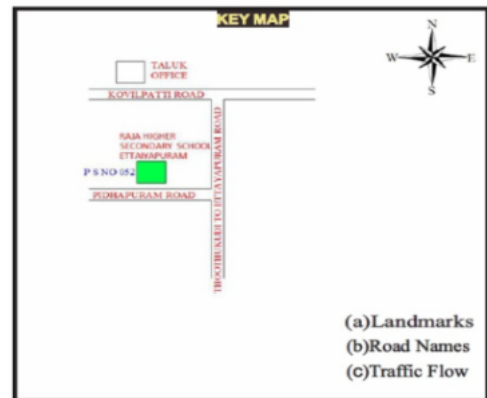 KEY MAP
N
W
E
S
TALUK
OFFICE
KOVILPATTI ROAD
RAJA HIGHER
SECONDARY SCHOOL
ETTAIYAPURAM
P S NO 052
PIDHAPURAM ROAD
THOOTHUKUDI TO ETTAYAPURAM ROAD
(a)Landmarks
(b)Road Names
(c)Traffic Flow